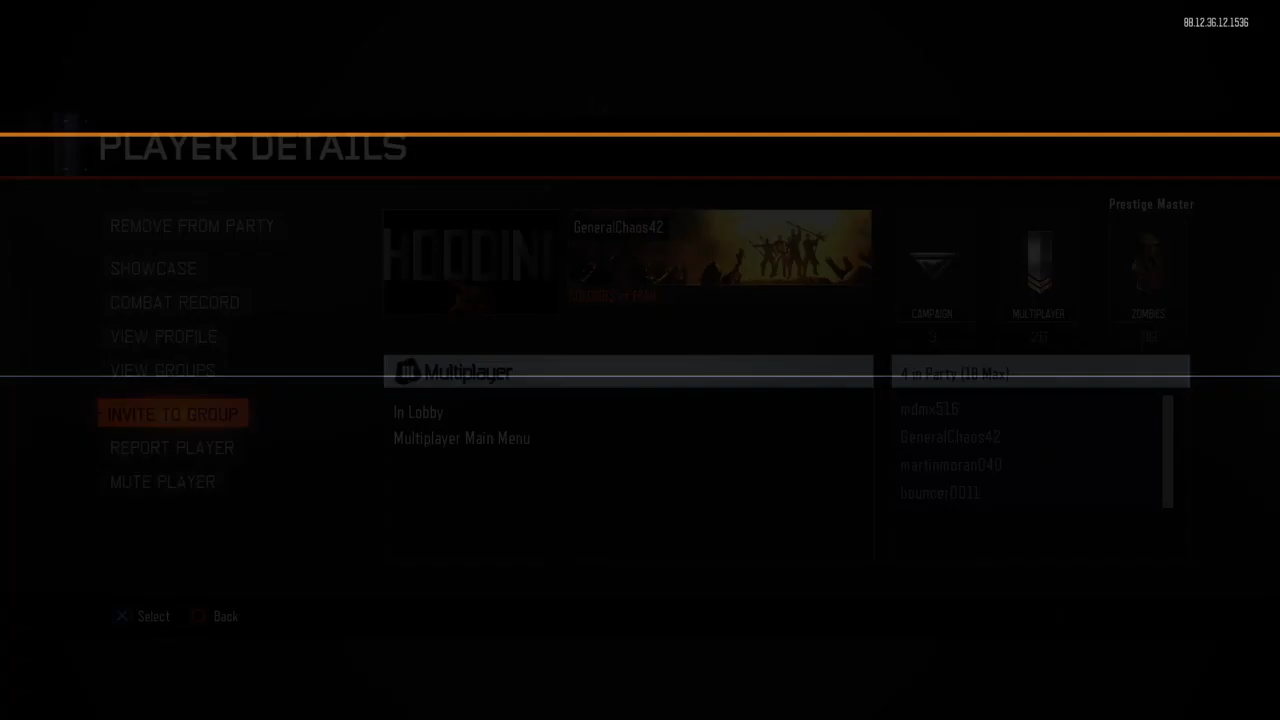 88.12.36.12.1536
PLAYER DETAILS
Prestige Master
REMOVE FROM PARTY
SHOWCASE
COMBAT RECORD
VIEW PROFILE
VIEW GROUPS
INVITE TO GROUP
REPORT PLAYER
MUTE PLAYER
GeneralChaos42
CAMPAIGN
MULTIPLAYER
ZOMBIES
Multiplayer
In Lobby
Multiplayer Main Menu
4 in Party (18 Max)
mdmx516
GeneralChaos42
martinmoran040
bouncer0011
Select
Back